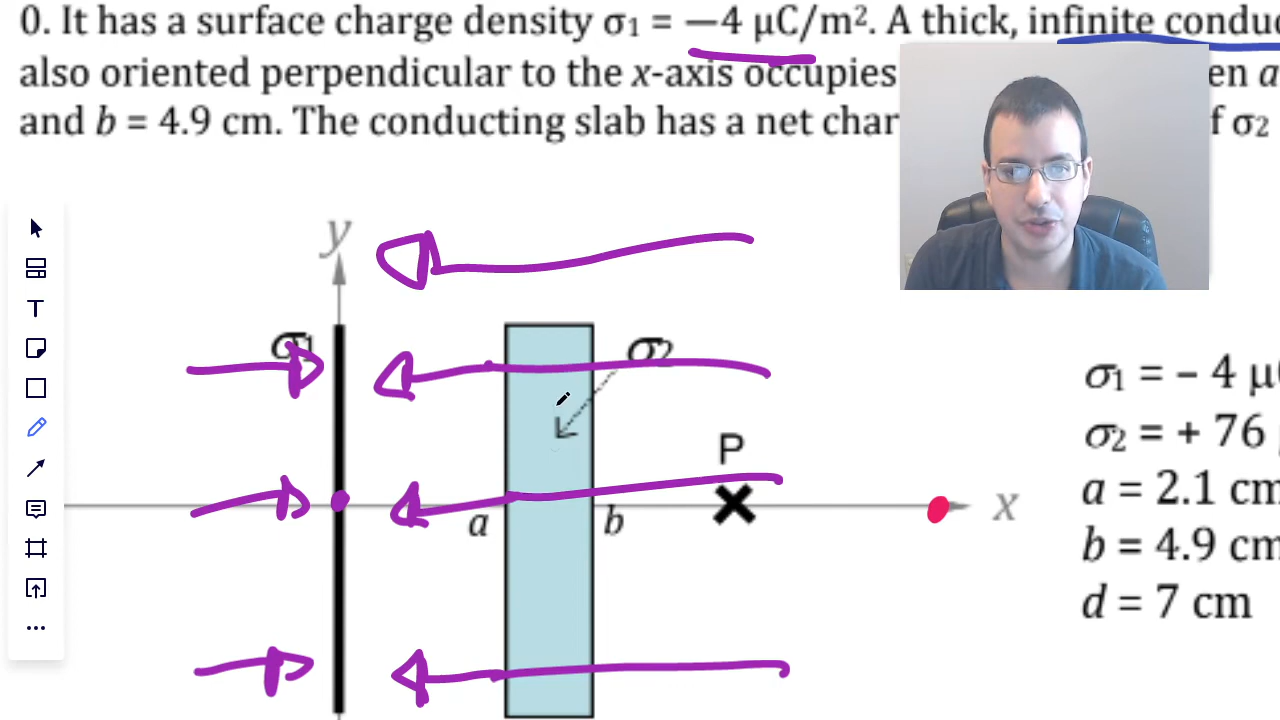 0. It has a surface charge density σ₁ = −4 μC/m². A thick, infinite condu
also oriented perpendicular to the x-axis occupies en a
and b = 4.9 cm. The conducting slab has a net char f σ₂
y
σ₁
σ₂
P
a b x
σ₁ = − 4 μ
σ₂ = + 76
a = 2.1 cm
b = 4.9 cm
d = 7 cm
T